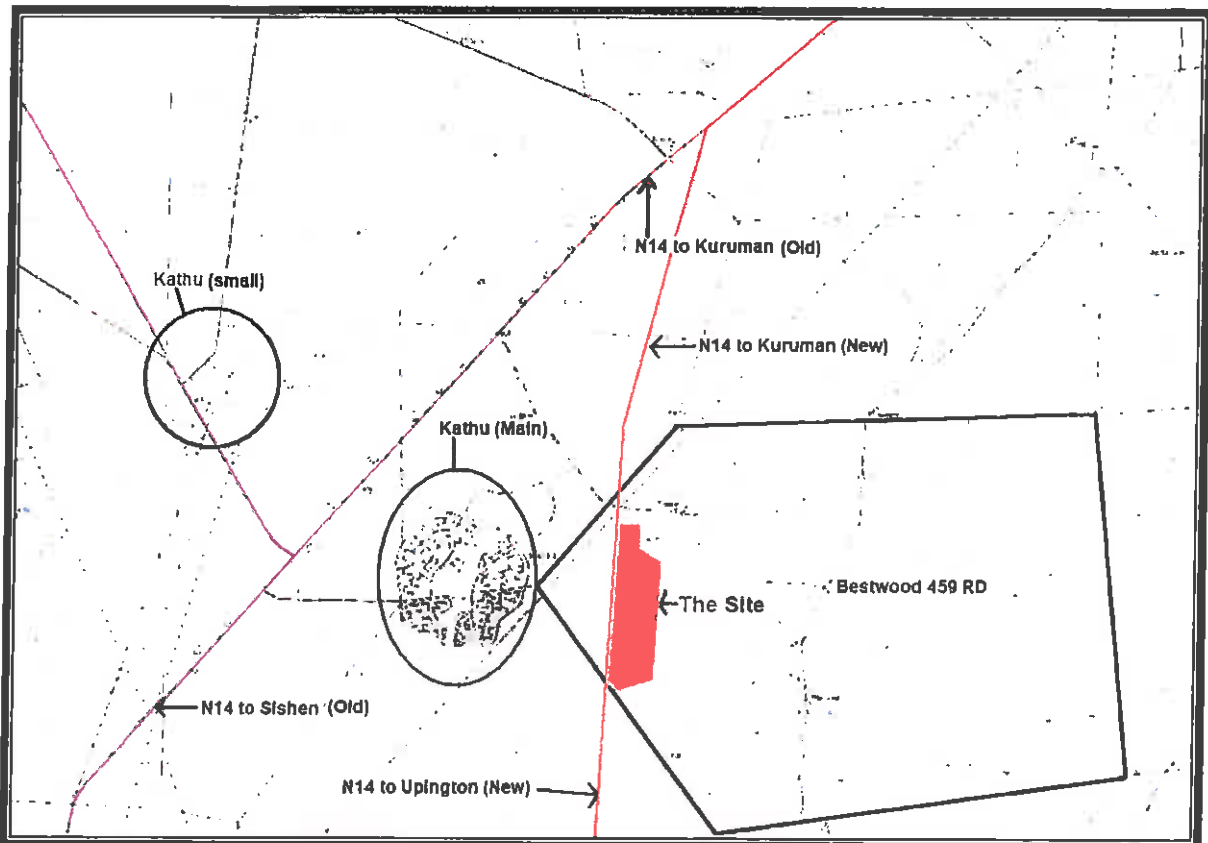 N14 to Kuruman (Old)
Kathu (small)
N14 to Kuruman (New)
Kathu (Main)
Bestwood 459 RD
The Site
N14 to Sishen (Old)
N14 to Upington (New)